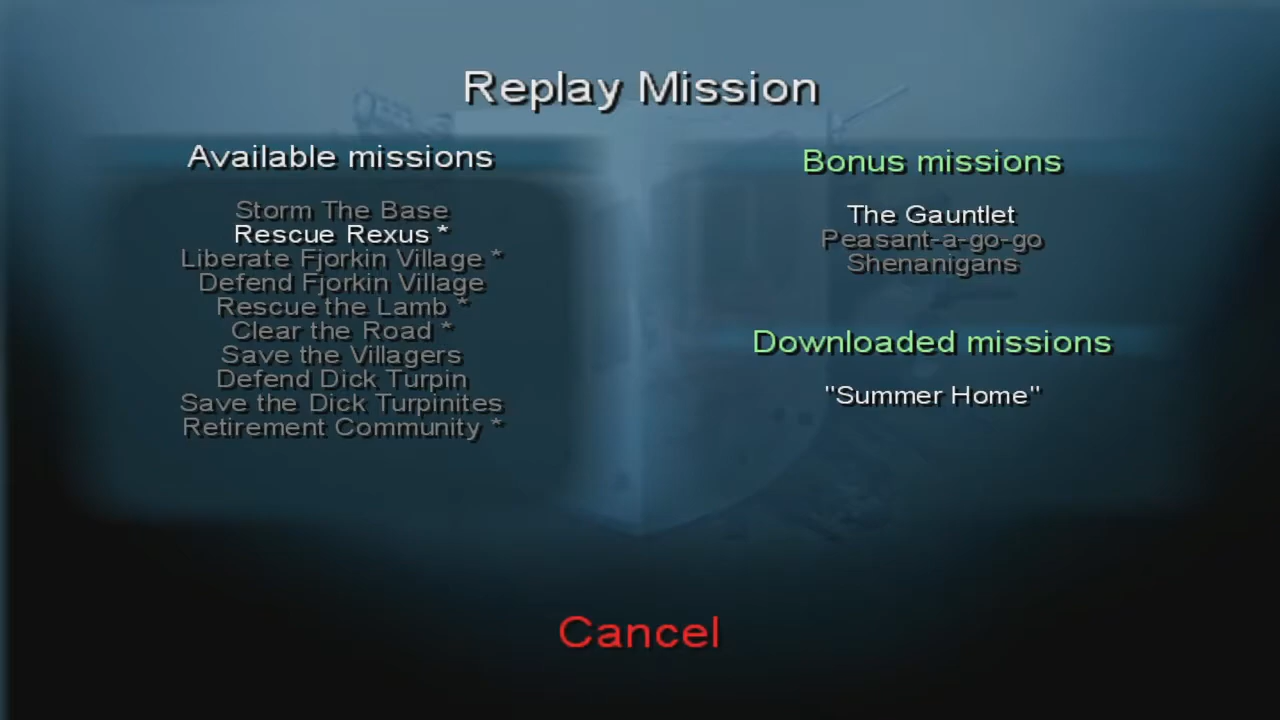 Replay Mission
Available missions
Storm The Base
Rescue Rexus *
Liberate Fjorkin Village *
Defend Fjorkin Village
Rescue the Lamb *
Clear the Road *
Save the Villagers
Defend Dick Turpin
Save the Dick Turpinites
Retirement Community *
Bonus missions
The Gauntlet
Peasant-a-go-go
Shenanigans
Downloaded missions
"Summer Home"
Cancel